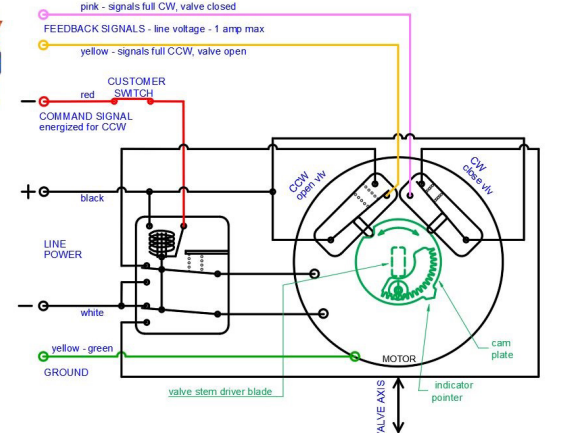 pink - signals full CW, valve closed
FEEDBACK SIGNALS - line voltage - 1 amp max
yellow - signals full CCW, valve open
CUSTOMER
SWITCH
red
COMMAND SIGNAL
energized for CCW
CCW
open vlv
CW
close vlv
black
LINE
POWER
white
yellow - green
GROUND
MOTOR
cam
plate
valve stem driver blade
indicator
pointer
VALVE AXIS